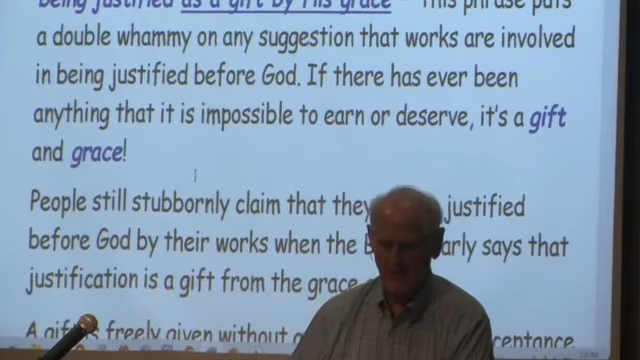 being justified as a gift by His grace – This phrase puts
a double whammy on any suggestion that works are involved
in being justified before God. If there has ever been
anything that it is impossible to earn or deserve, it's a gift
and grace!
People still stubbornly claim that they justified
before God by their works when the arly says that
justification is a gift from the grace
A gift is freely given without